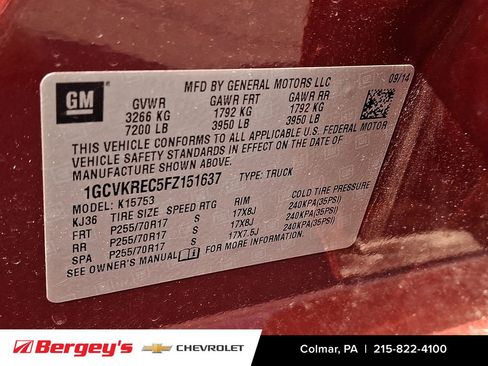 GM
MFD BY GENERAL MOTORS LLC
09/14
GVWR GAWR FRT GAWR RR
3266 KG 1792 KG 1792 KG
7200 LB 3950 LB 3950 LB
THIS VEHICLE CONFORMS TO ALL APPLICABLE U.S. FEDERAL MOTOR
VEHICLE SAFETY STANDARDS IN EFFECT ON THE DATE OF
MANUFACTURE SHOWN ABOVE.
1GCVKREC5FZ151637 TYPE: TRUCK
MODEL: K15753
KJ36 TIRE SIZE SPEED RTG RIM COLD TIRE PRESSURE
FRT P255/70R17 S 17X8J 240KPA(35PSI)
RR P255/70R17 S 17X8J 240KPA(35PSI)
SPA P255/70R17 S 17X7.5J 240KPA(35PSI)
SEE OWNER'S MANUAL FOR MORE INFORMATION.
Bergey's CHEVROLET Colmar, PA | 215-822-4100